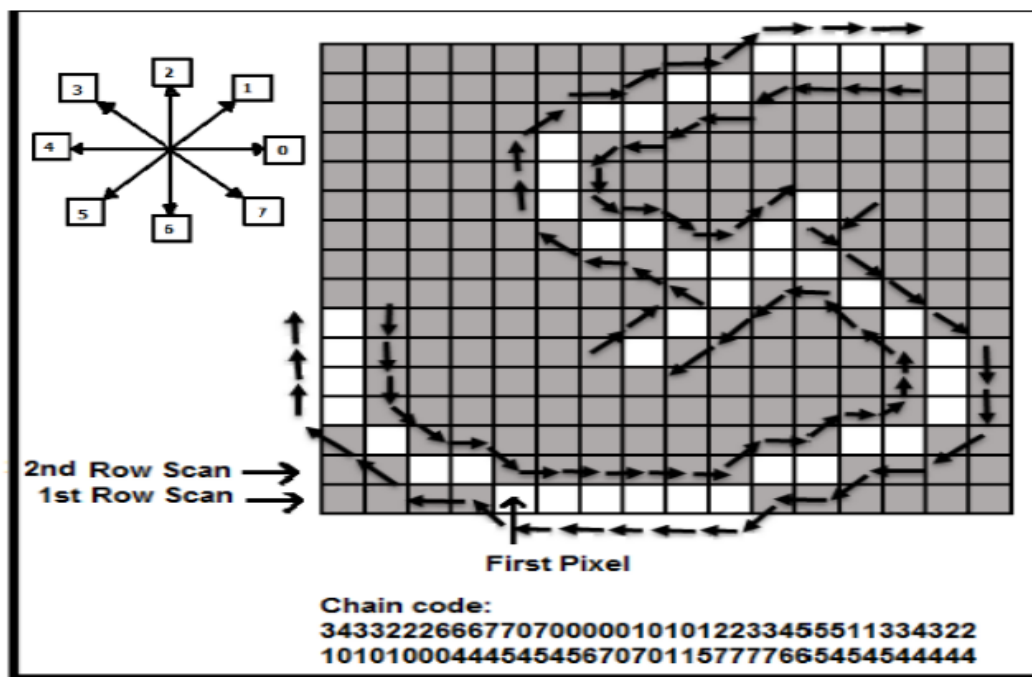 2
3
1
4
0
5
6
7
2nd Row Scan
1st Row Scan
First Pixel
Chain code:
343322266677070000010101223345551133432​2
1010100044454545670701157777665454544444